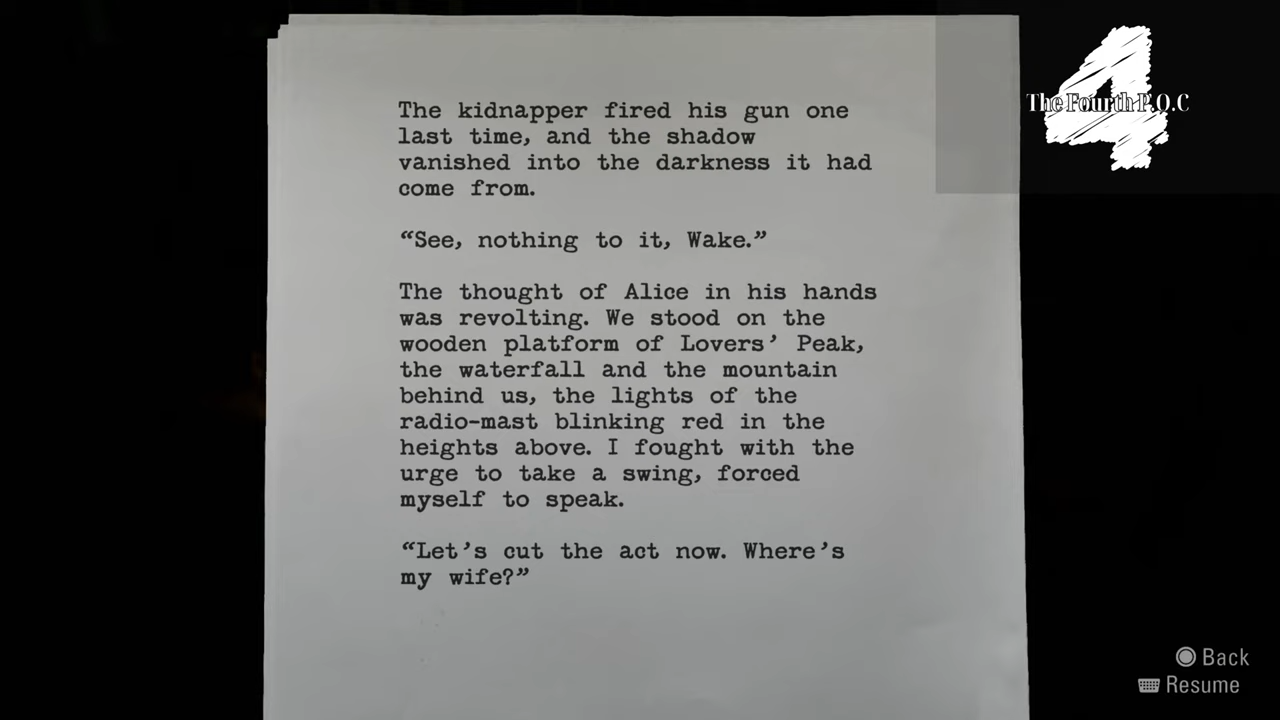 The kidnapper fired his gun one
last time, and the shadow
vanished into the darkness it had
come from.
“See, nothing to it, Wake.”
The thought of Alice in his hands
was revolting. We stood on the
wooden platform of Lovers’ Peak,
the waterfall and the mountain
behind us, the lights of the
radio-mast blinking red in the
heights above. I fought with the
urge to take a swing, forced
myself to speak.
“Let’s cut the act now. Where’s
my wife?”
4
The Fourth P.O.C
Back
Resume